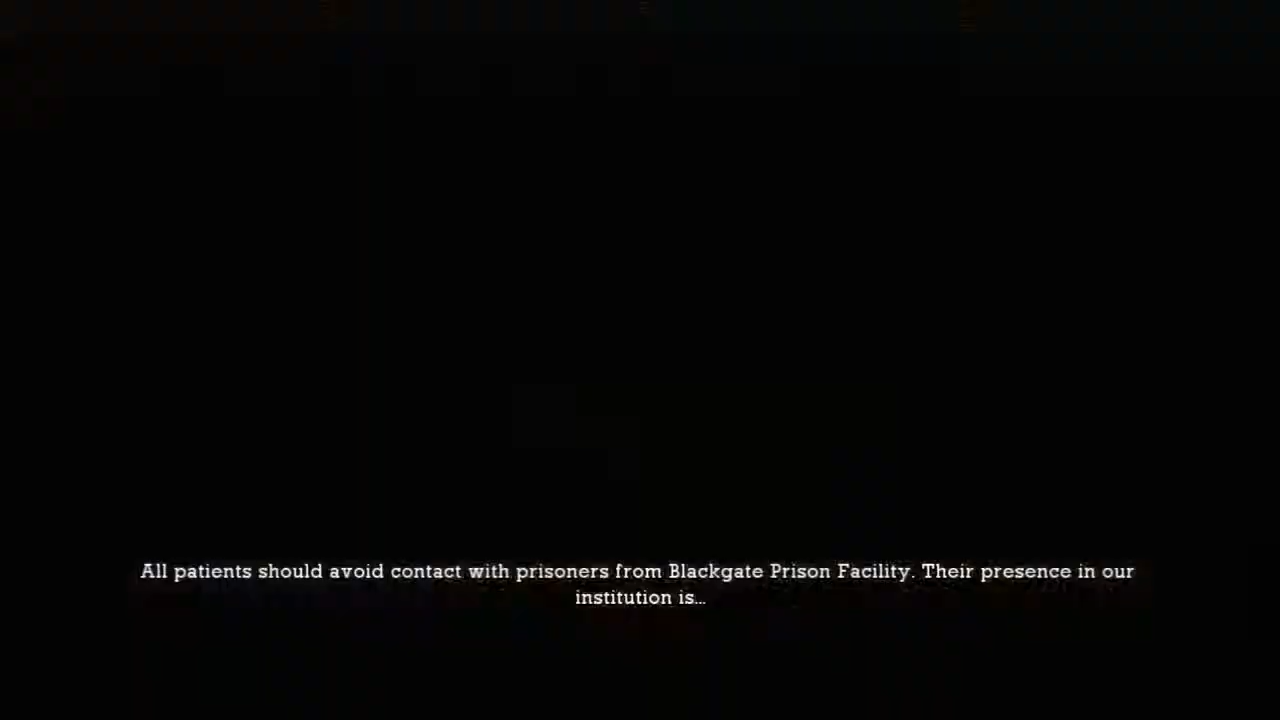 All patients should avoid contact with prisoners from Blackgate Prison Facility. Their presence in our
institution is...